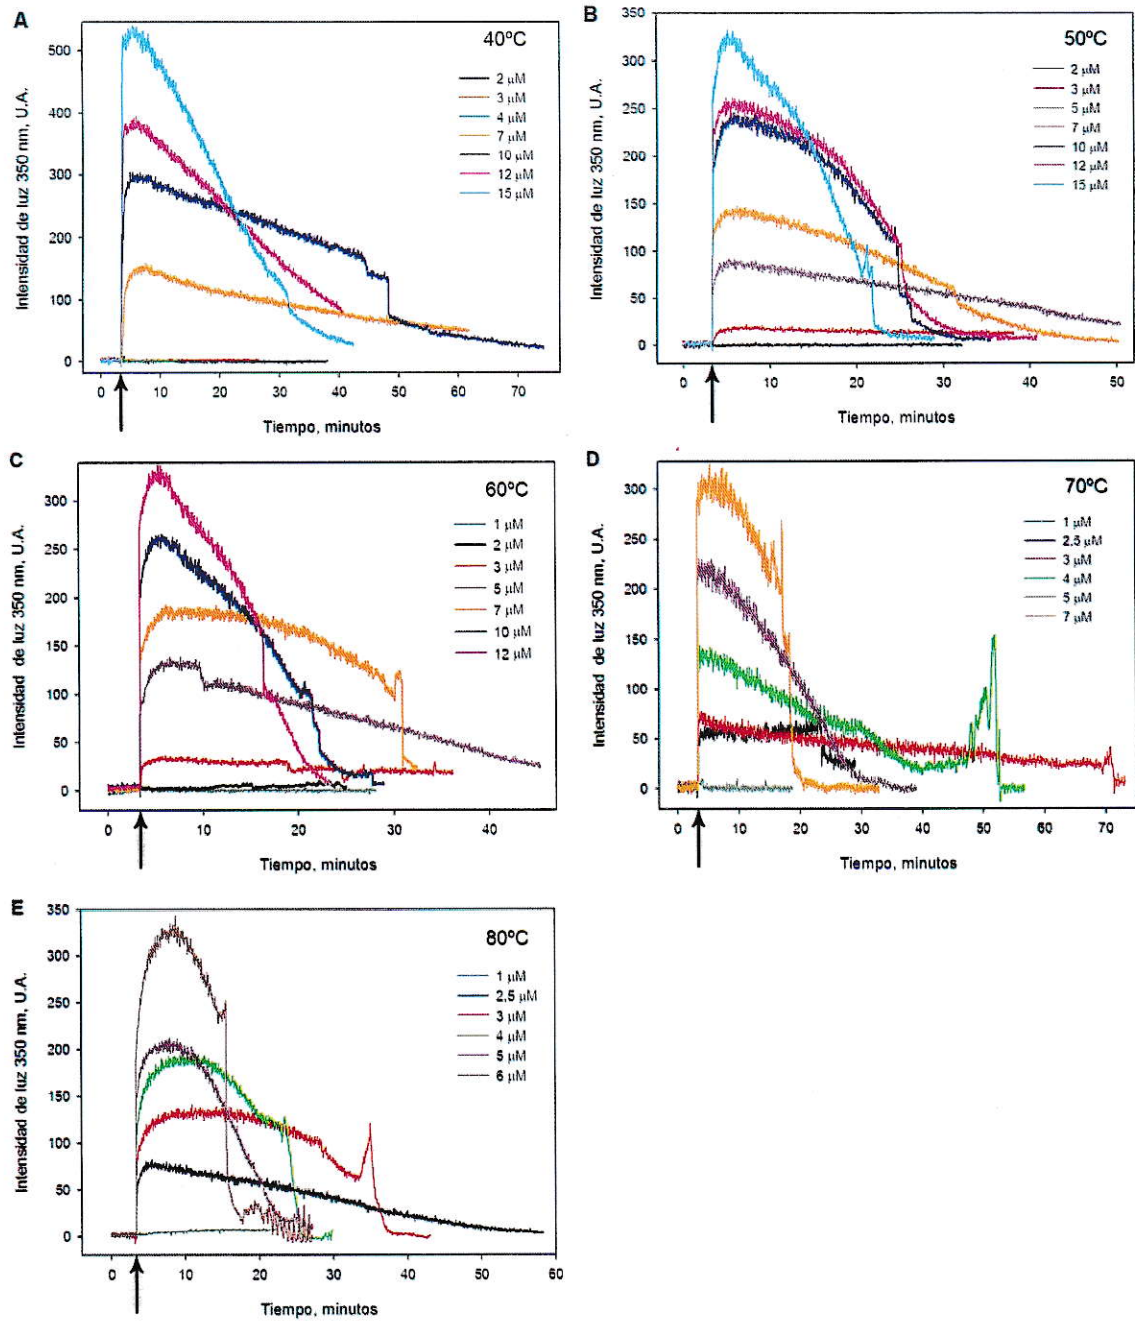 A
40ºC
Intensidad de luz 350 nm, U.A.
500
400
300
200
100
0
2 µM
3 µM
4 µM
7 µM
10 µM
12 µM
15 µM
0 10 20 30 40 50 60 70
Tiempo, minutos
B
50ºC
Intensidad de luz 350 nm, U.A.
350
300
250
200
150
100
50
0
2 µM
3 µM
5 µM
7 µM
10 µM
12 µM
15 µM
0 10 20 30 40 50
Tiempo, minutos
C
60ºC
Intensidad de luz 350 nm, U.A.
300
250
200
150
100
50
0
1 µM
2 µM
3 µM
5 µM
7 µM
10 µM
12 µM
0 10 20 30 40
Tiempo, minutos
D
70ºC
Intensidad de luz 350 nm, U.A.
300
250
200
150
100
50
0
1 µM
2.5 µM
3 µM
4 µM
5 µM
7 µM
0 10 20 30 40 50 60 70
Tiempo, minutos
E
80ºC
Intensidad de luz 350 nm, U.A.
350
300
250
200
150
100
50
0
1 µM
2,5 µM
3 µM
4 µM
5 µM
6 µM
0 10 20 30 40 50 60
Tiempo, minutos